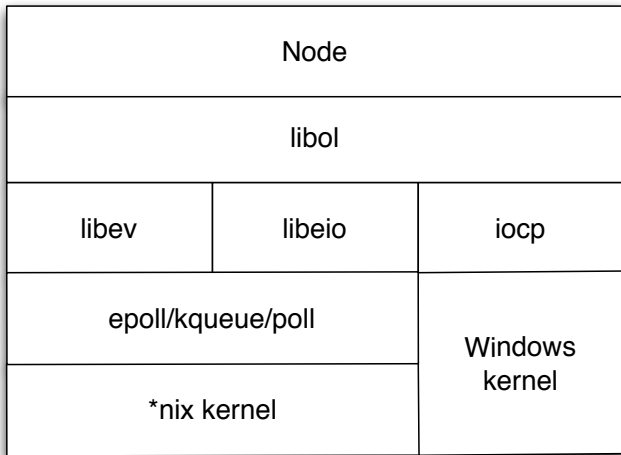 Node
libol
libev
libeio
iocp
epoll/kqueue/poll
Windows
kernel
*nix kernel